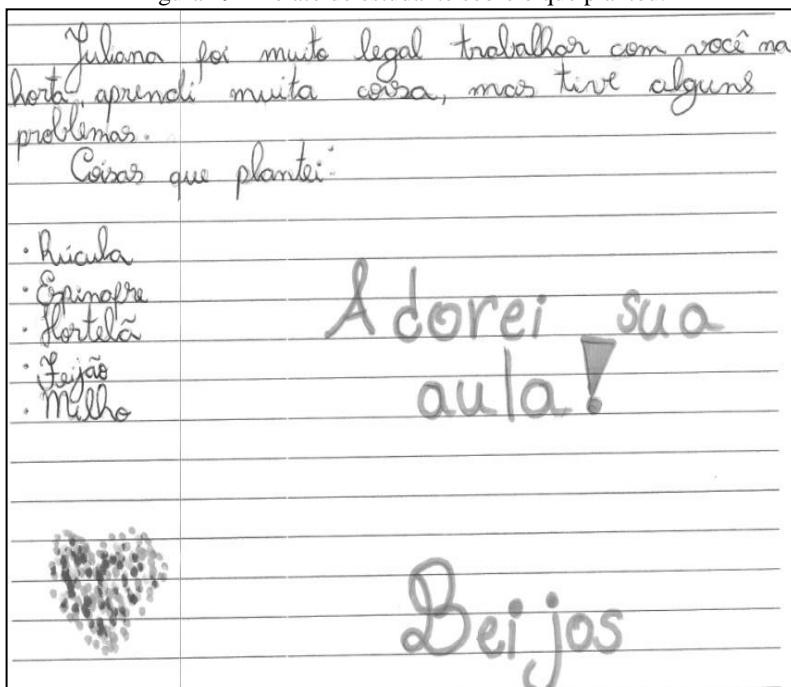 Juliana foi muito legal trabalhar com você na
horta, aprendi muita coisa, mas tive alguns
problemas.
Coisas que plantei:
· Rúcula
· Espinafre
· Hortelã
· Feijão
· Milho
Adorei sua
aula!
Beijos